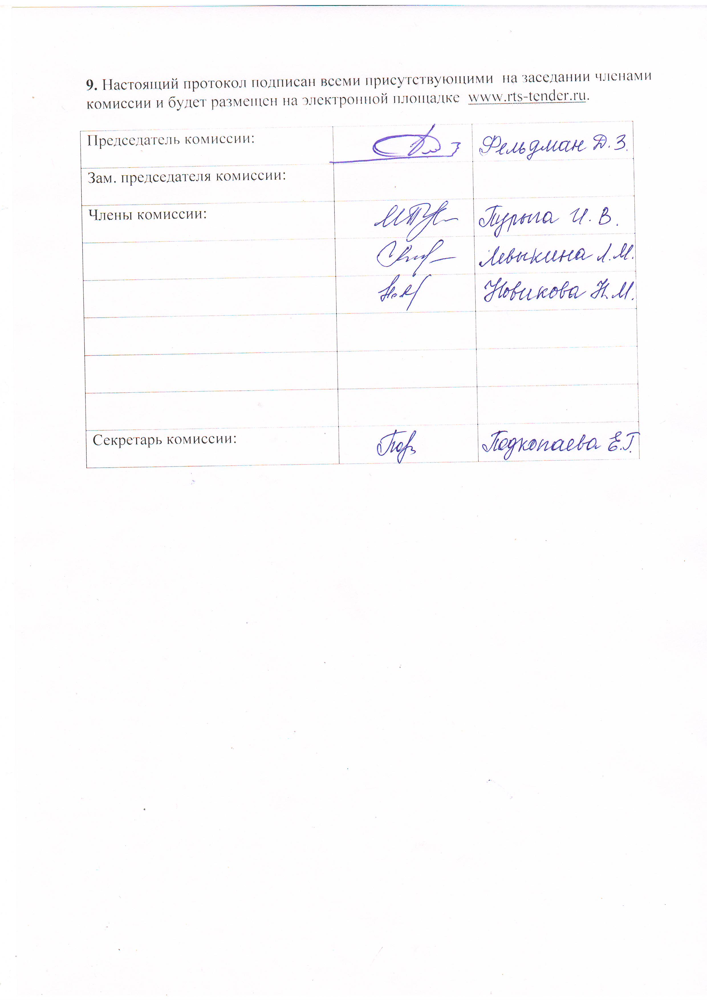 9. Настоящий протокол подписан всеми присутствующими на заседании членами
комиссии и будет размещен на электронной площадке www.rts-tender.ru.
Председатель комиссии: Фельдман Д. З.
Зам. председателя комиссии:
Члены комиссии: Пурыга И. В.
Левыкина Л.М.
Новикова Н.М.
Секретарь комиссии: Подкопаева Е.Г.